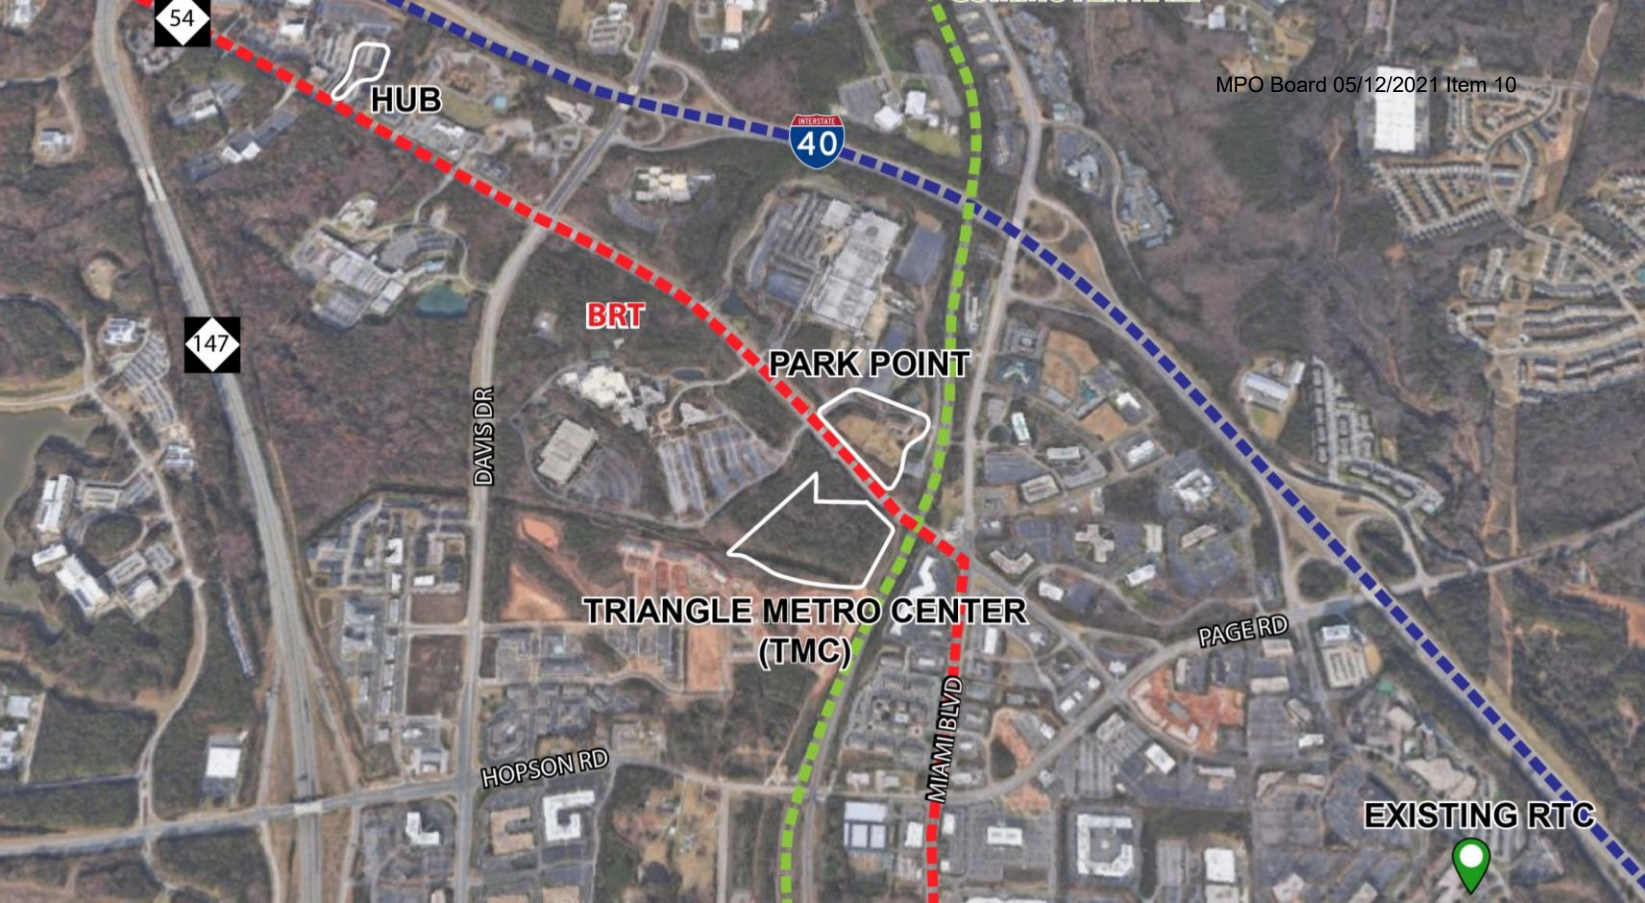 54
HUB
MPO Board 05/12/2021 Item 10
INTERSTATE
40
147
BRT
PARK POINT
DAVIS DR
TRIANGLE METRO CENTER
(TMC)
PAGE RD
MIAMI BLVD
HOPSON RD
EXISTING RTC